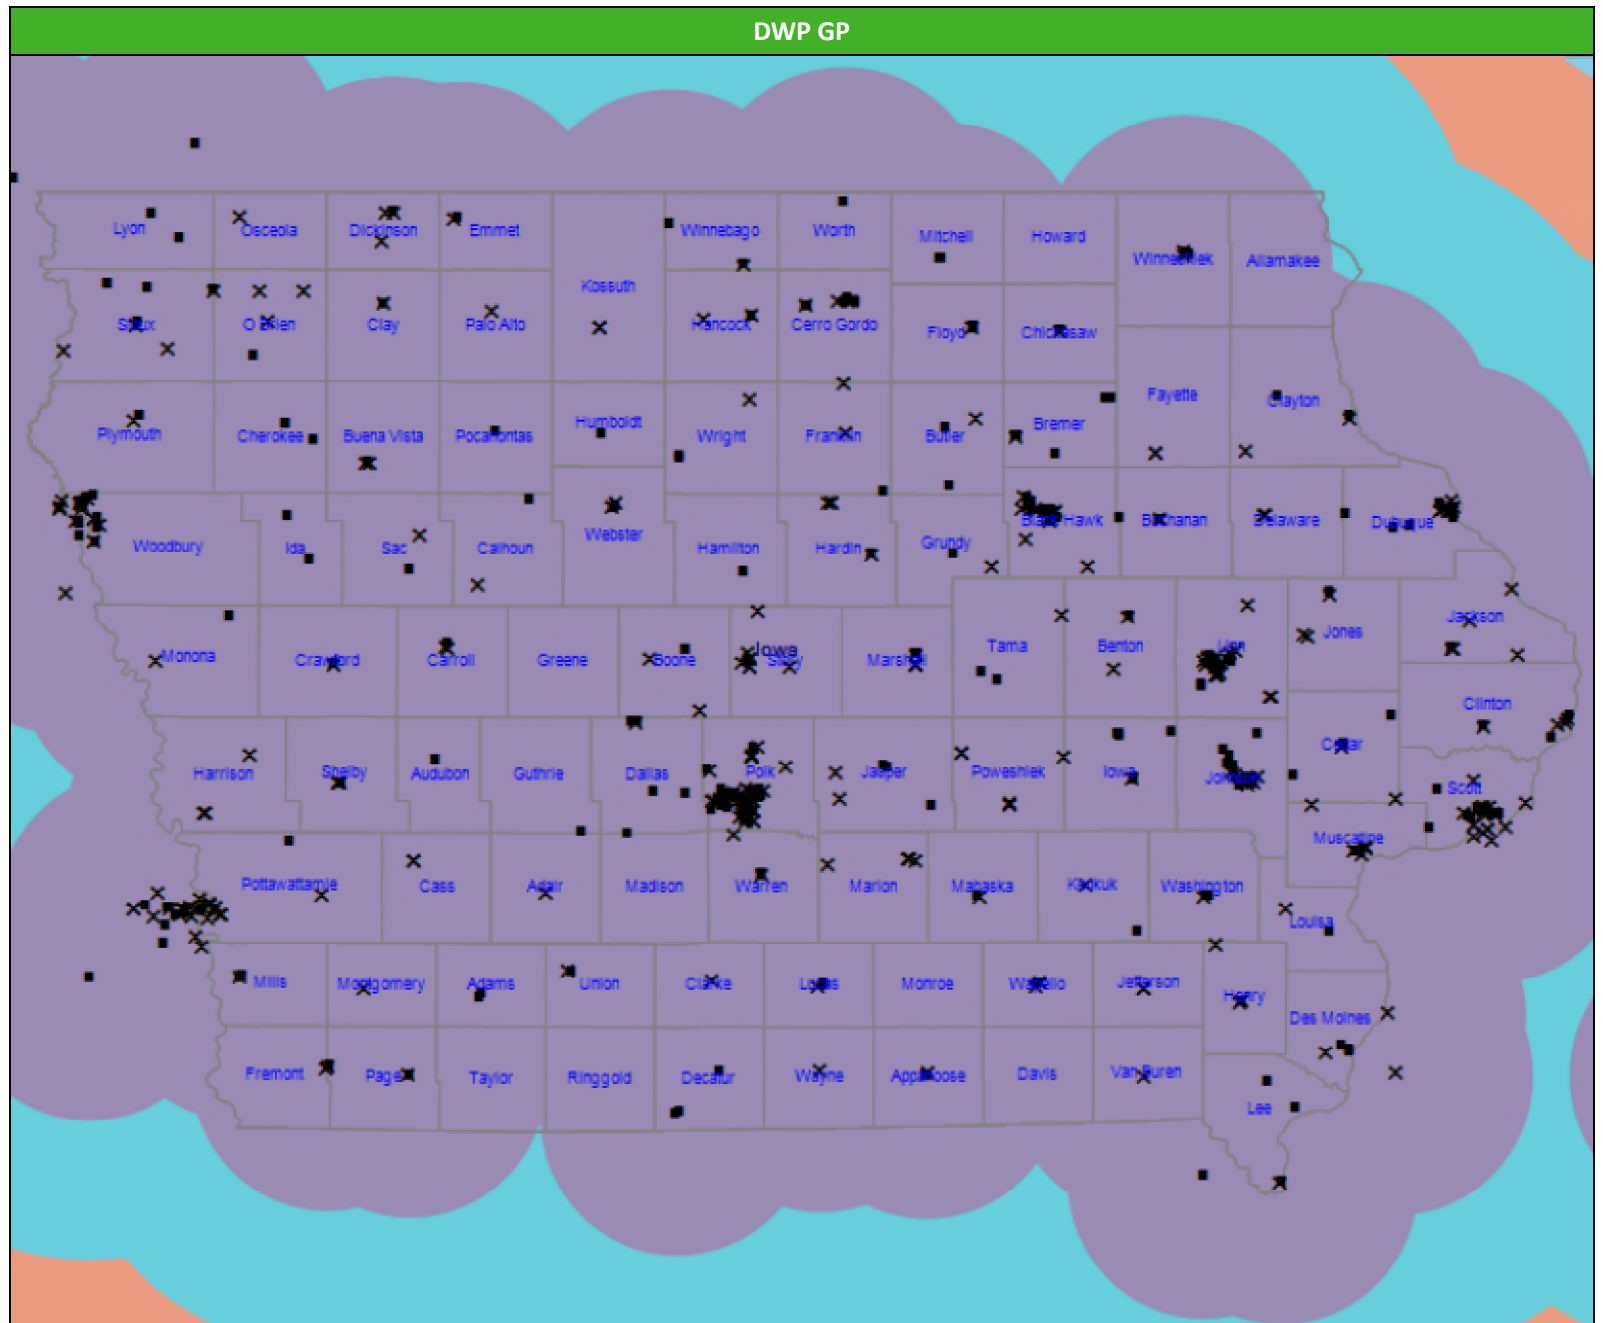 DWP GP
Lyon
Osceola
Dickinson
Emmet
Winnebago
Worth
Mitchell
Howard
Winneshiek
Allamakee
Kossuth
Sioux
O Brien
Clay
Palo Alto
Hancock
Cerro Gordo
Floyd
Chickasaw
Plymouth
Cherokee
Buena Vista
Pocahontas
Humboldt
Wright
Franklin
Butler
Bremer
Fayette
Clayton
Woodbury
Ida
Sac
Calhoun
Webster
Hamilton
Hardin
Grundy
Black Hawk
Buchanan
Delaware
Dubuque
Monona
Crawford
Carroll
Greene
Boone
Iowa
Story
Marshall
Tama
Benton
Linn
Jones
Jackson
Clinton
Harrison
Shelby
Audubon
Guthrie
Dallas
Polk
Jasper
Poweshiek
Iowa
Johnson
Cedar
Scott
Muscatine
Pottawattamie
Cass
Adair
Madison
Warren
Marion
Mahaska
Keokuk
Washington
Louisa
Mills
Montgomery
Adams
Union
Clarke
Lucas
Monroe
Wapello
Jefferson
Henry
Des Moines
Fremont
Page
Taylor
Ringgold
Decatur
Wayne
Appanoose
Davis
Van Buren
Lee